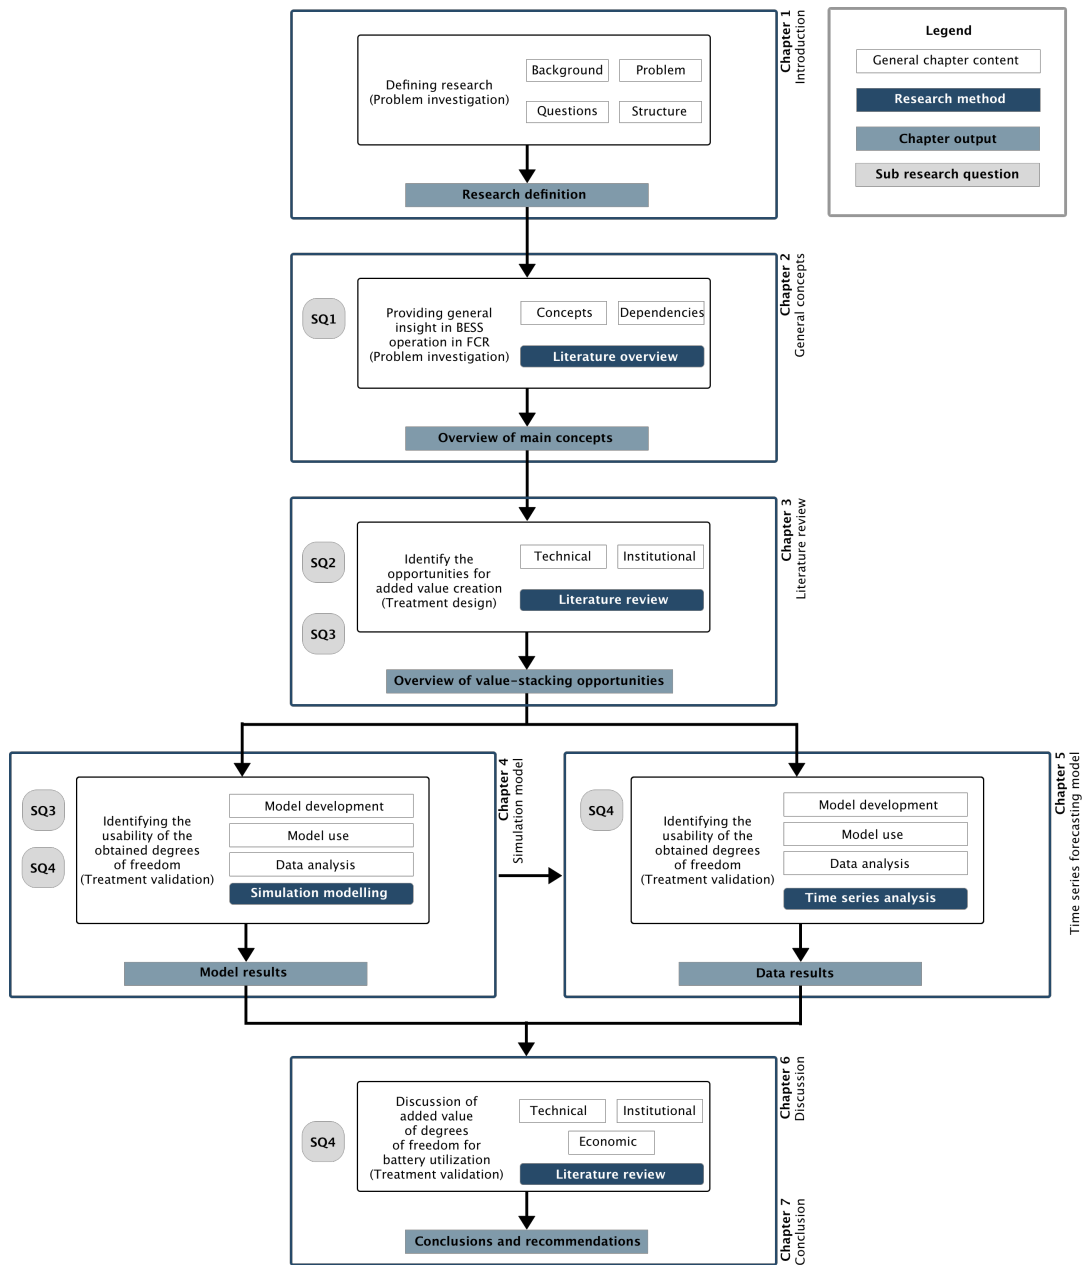 Chapter 1
Introduction
Defining research
(Problem investigation)
Background
Problem
Questions
Structure
Research definition
Legend
General chapter content
Research method
Chapter output
Sub research question
Chapter 2
General concepts
SQ1
Providing general
insight in BESS
operation in FCR
(Problem investigation)
Concepts
Dependencies
Literature overview
Overview of main concepts
Chapter 3
Literature review
SQ2
SQ3
Identify the
opportunities for
added value creation
(Treatment design)
Technical
Institutional
Literature review
Overview of value-stacking opportunities
Chapter 4
Simulation model
SQ3
SQ4
Identifying the
usability of the
obtained degrees
of freedom
(Treatment validation)
Model development
Model use
Data analysis
Simulation modelling
Model results
Chapter 5
Time series forecasting model
SQ4
Identifying the
usability of the
obtained degrees
of freedom
(Treatment validation)
Model development
Model use
Data analysis
Time series analysis
Data results
Chapter 6
Discussion
SQ4
Discussion of
added value
of degrees
of freedom for
battery utilization
(Treatment validation)
Technical
Institutional
Economic
Literature review
Chapter 7
Conclusion
Conclusions and recommendations